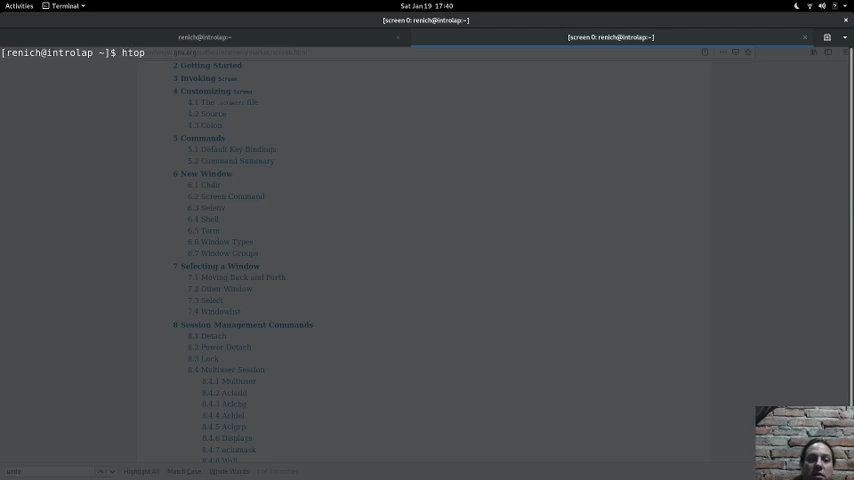 Activities Terminal Sat Jan 19 17:40
[screen 0: renich@introlap:~]
renich@introlap:~ [screen 0: renich@introlap:~]
[renich@introlap ~]$ htop
2 Getting Started
3 Invoking Screen
4 Customizing Screen
4.1 The .screenrc file
4.2 Source
4.3 Colon
5 Commands
5.1 Default Key Bindings
5.2 Command Summary
6 New Window
6.1 Chdir
6.2 Screen Command
6.3 Setenv
6.4 Shell
6.5 Term
6.6 Window Types
6.7 Window Groups
7 Selecting a Window
7.1 Moving Back and Forth
7.2 Other Window
7.3 Select
7.4 Windowlist
8 Session Management Commands
8.1 Detach
8.2 Power Detach
8.3 Lock
8.4 Multiuser Session
8.4.1 Multiuser
8.4.2 Acladd
8.4.3 Aclchg
8.4.4 Acldel
8.4.5 Aclgrp
8.4.6 Displays
8.4.7 aclumask
8.4.8 Wall
undo Highlight All Match Case Whole Words